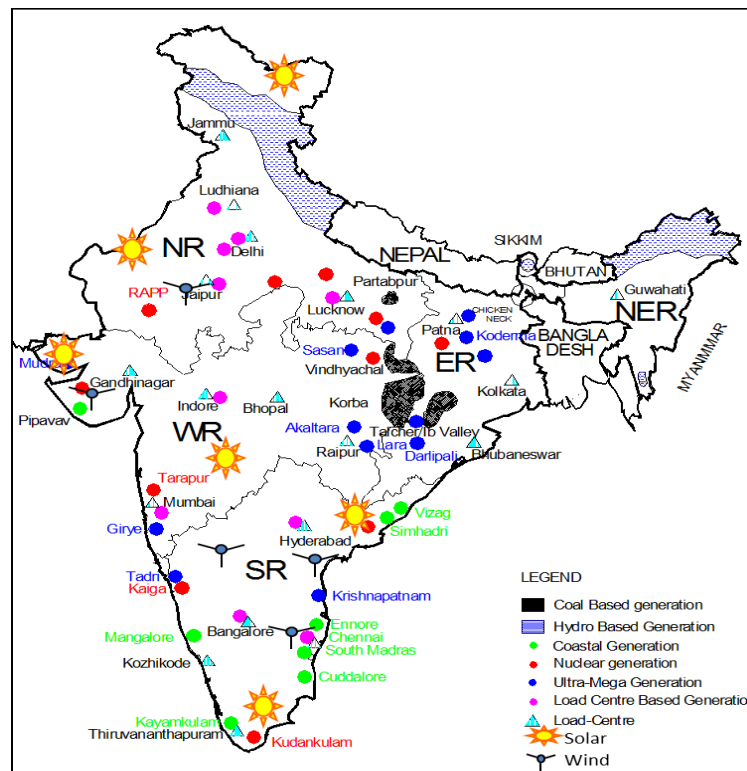 Jammu
Ludhiana
NR
Delhi
NEPAL
SIKKIM
BHUTAN
RAPP
Jaipur
Partabpur
Lucknow
Guwahati
NER
CHICKEN
NECK
Patna
Koderma
BANGLA
DESH
MYANMMAR
Sasan
ER
Vindhyachal
Gandhinagar
Kolkata
Pipavav
Indore
Bhopal
Korba
WR
Akaltara
Talcher/Ib Valley
Raipur
Lara
Darlipali
Bhubaneswar
Tarapur
Mumbai
Girye
Vizag
Simhadri
Hyderabad
SR
Tadri
Kaiga
Krishnapatnam
Mangalore
Bangalore
Ennore
Chennai
South Madras
Kozhikode
Cuddalore
Kayamkulam
Thiruvananthapuram
Kudankulam
LEGEND
Coal Based generation
Hydro Based Generation
Coastal Generation
Nuclear generation
Ultra-Mega Generation
Load Centre Based Generation
Load-Centre
Solar
Wind